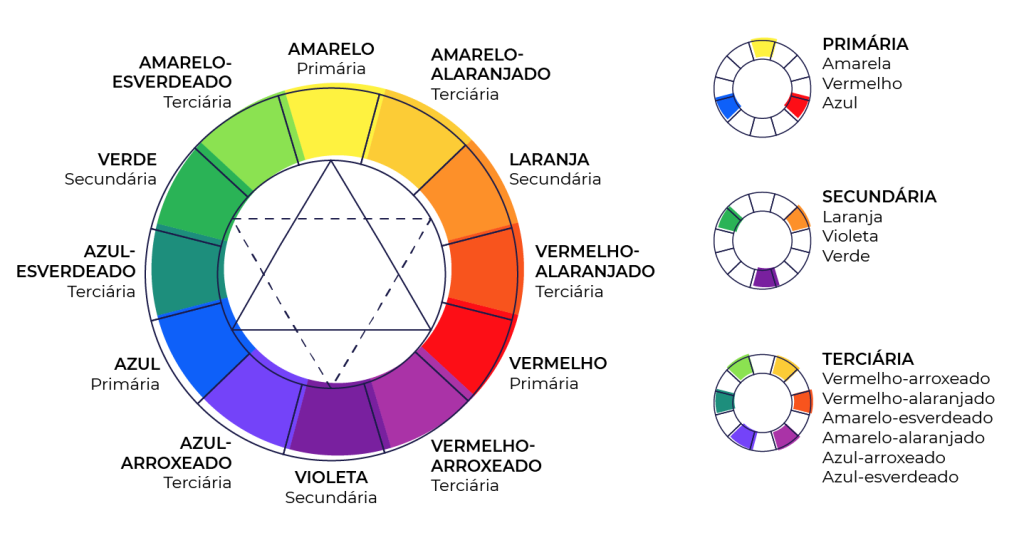 AMARELO
Primária
AMARELO-
ALARANJADO
Terciária
LARANJA
Secundária
VERMELHO-
ALARANJADO
Terciária
VERMELHO
Primária
VERMELHO-
ARROXEADO
Terciária
VIOLETA
Secundária
AZUL-
ARROXEADO
Terciária
AZUL
Primária
AZUL-
ESVERDEADO
Terciária
VERDE
Secundária
AMARELO-
ESVERDEADO
Terciária
PRIMÁRIA
Amarela
Vermelho
Azul
SECUNDÁRIA
Laranja
Violeta
Verde
TERCIÁRIA
Vermelho-arroxeado
Vermelho-alaranjado
Amarelo-esverdeado
Amarelo-alaranjado
Azul-arroxeado
Azul-esverdeado